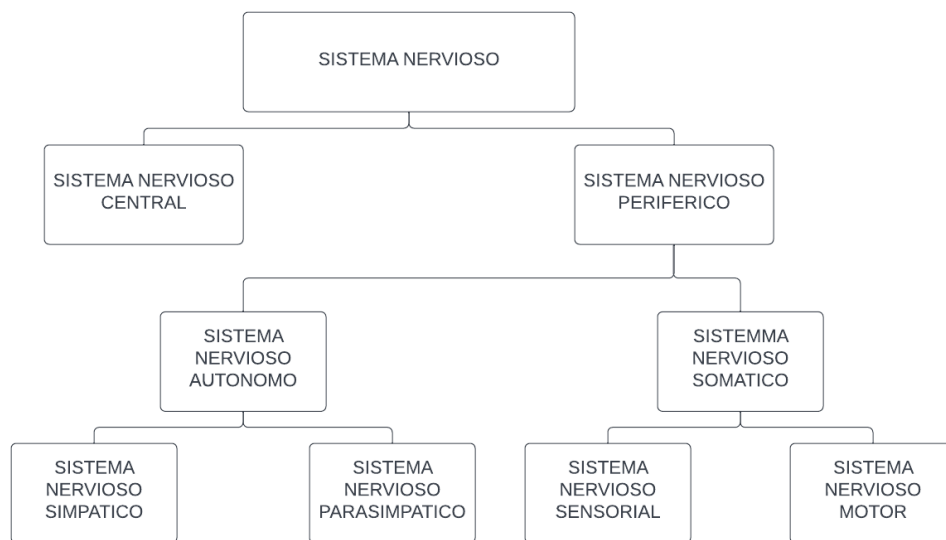 SISTEMA NERVIOSO
SISTEMA NERVIOSO
CENTRAL
SISTEMA NERVIOSO
PERIFERICO
SISTEMA
NERVIOSO
AUTONOMO
SISTEMMA
NERVIOSO
SOMATICO
SISTEMA
NERVIOSO
SIMPATICO
SISTEMA
NERVIOSO
PARASIMPATICO
SISTEMA
NERVIOSO
SENSORIAL
SISTEMA
NERVIOSO
MOTOR